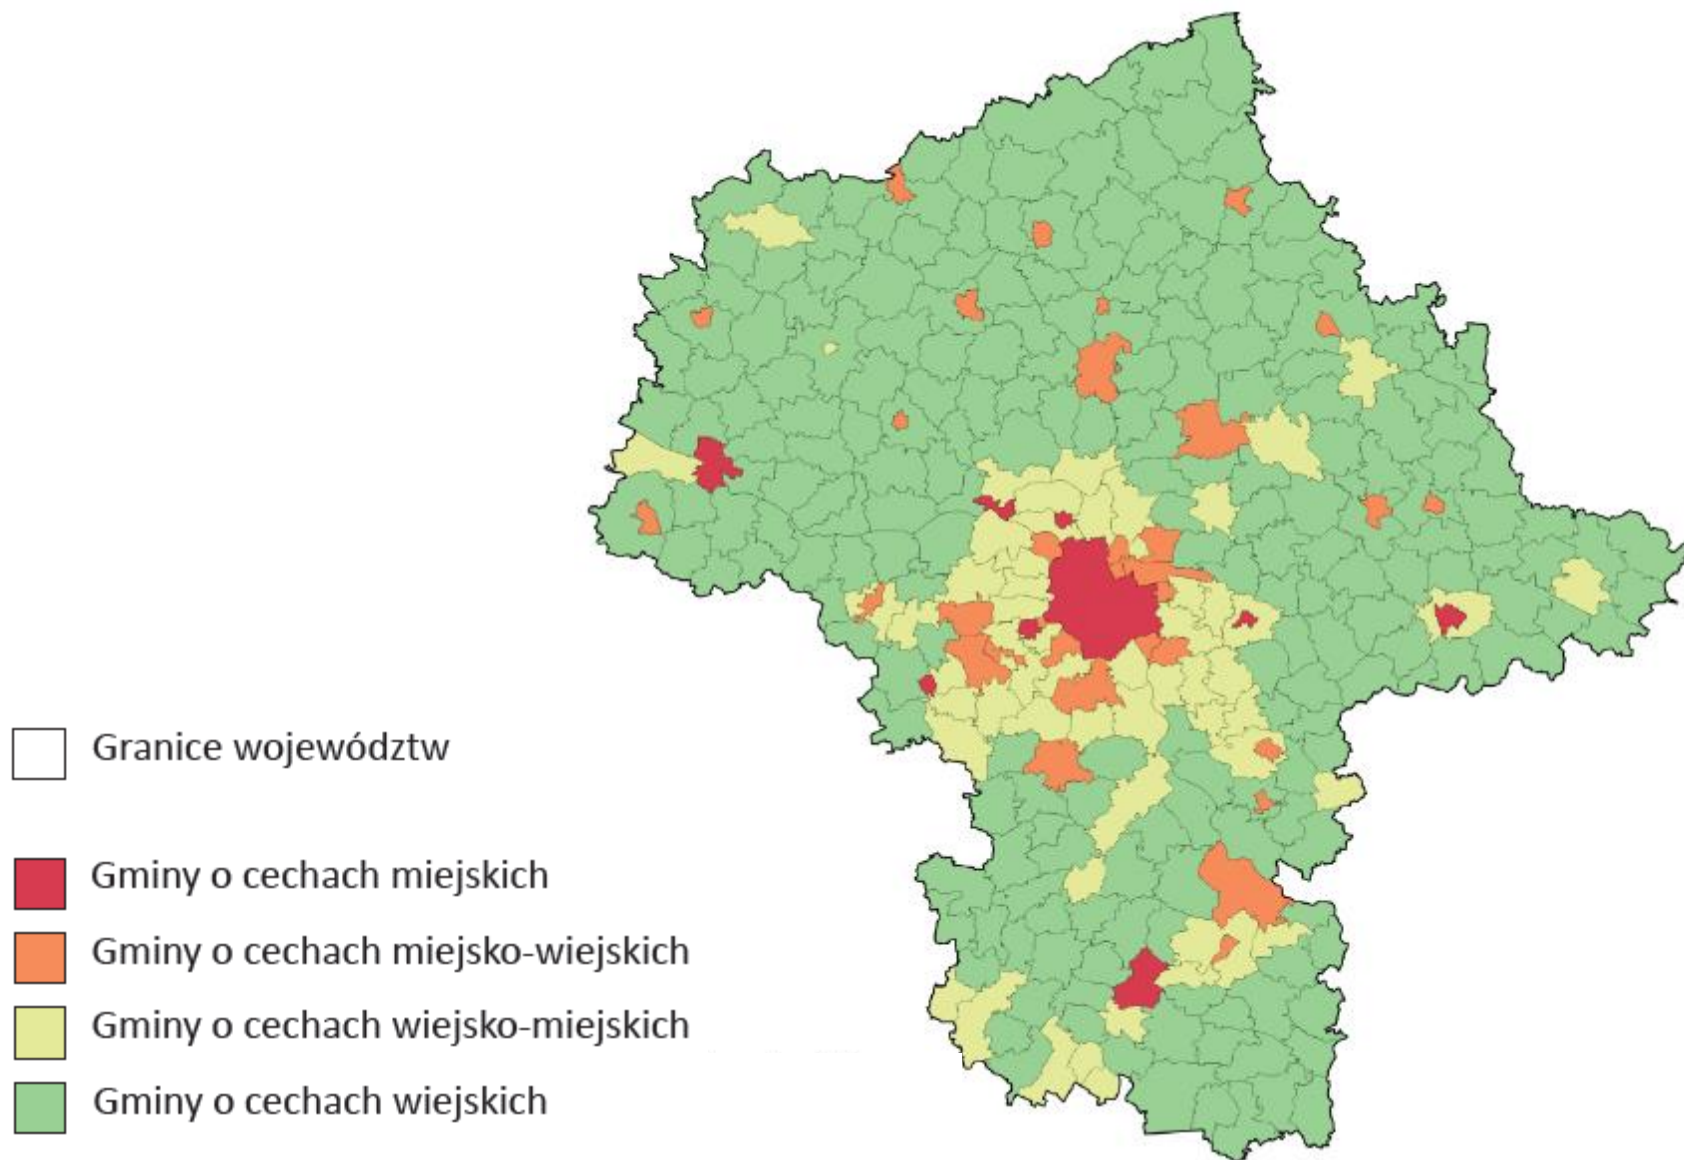 Granice województw
Gminy o cechach miejskich
Gminy o cechach miejsko-wiejskich
Gminy o cechach wiejsko-miejskich
Gminy o cechach wiejskich